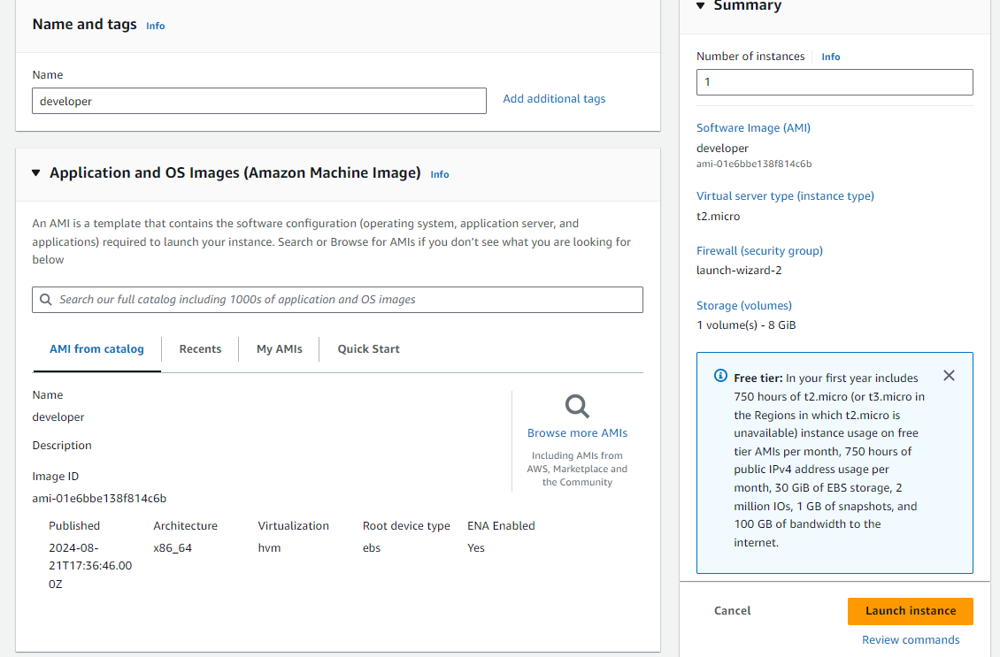 Name and tags Info
Name
developer
Add additional tags
Application and OS Images (Amazon Machine Image) Info
An AMI is a template that contains the software configuration (operating system, application server, and
applications) required to launch your instance. Search or Browse for AMIs if you don't see what you are looking for
below
Search our full catalog including 1000s of application and OS images
AMI from catalog
Recents
My AMIs
Quick Start
Name
developer
Description
Image ID
ami-01e6bbe138f814c6b
Browse more AMIs
Including AMIs from
AWS, Marketplace and
the Community
Published
2024-08-
21T17:36:46.00
0Z
Architecture
x86_64
Virtualization
hvm
Root device type
ebs
ENA Enabled
Yes
Summary
Number of instances Info
1
Software Image (AMI)
developer
ami-01e6bbe138f814c6b
Virtual server type (instance type)
t2.micro
Firewall (security group)
launch-wizard-2
Storage (volumes)
1 volume(s) - 8 GiB
Free tier: In your first year includes
750 hours of t2.micro (or t3.micro in
the Regions in which t2.micro is
unavailable) instance usage on free
tier AMIs per month, 750 hours of
public IPv4 address usage per
month, 30 GiB of EBS storage, 2
million IOs, 1 GB of snapshots, and
100 GB of bandwidth to the
internet.
Cancel
Launch instance
Review commands